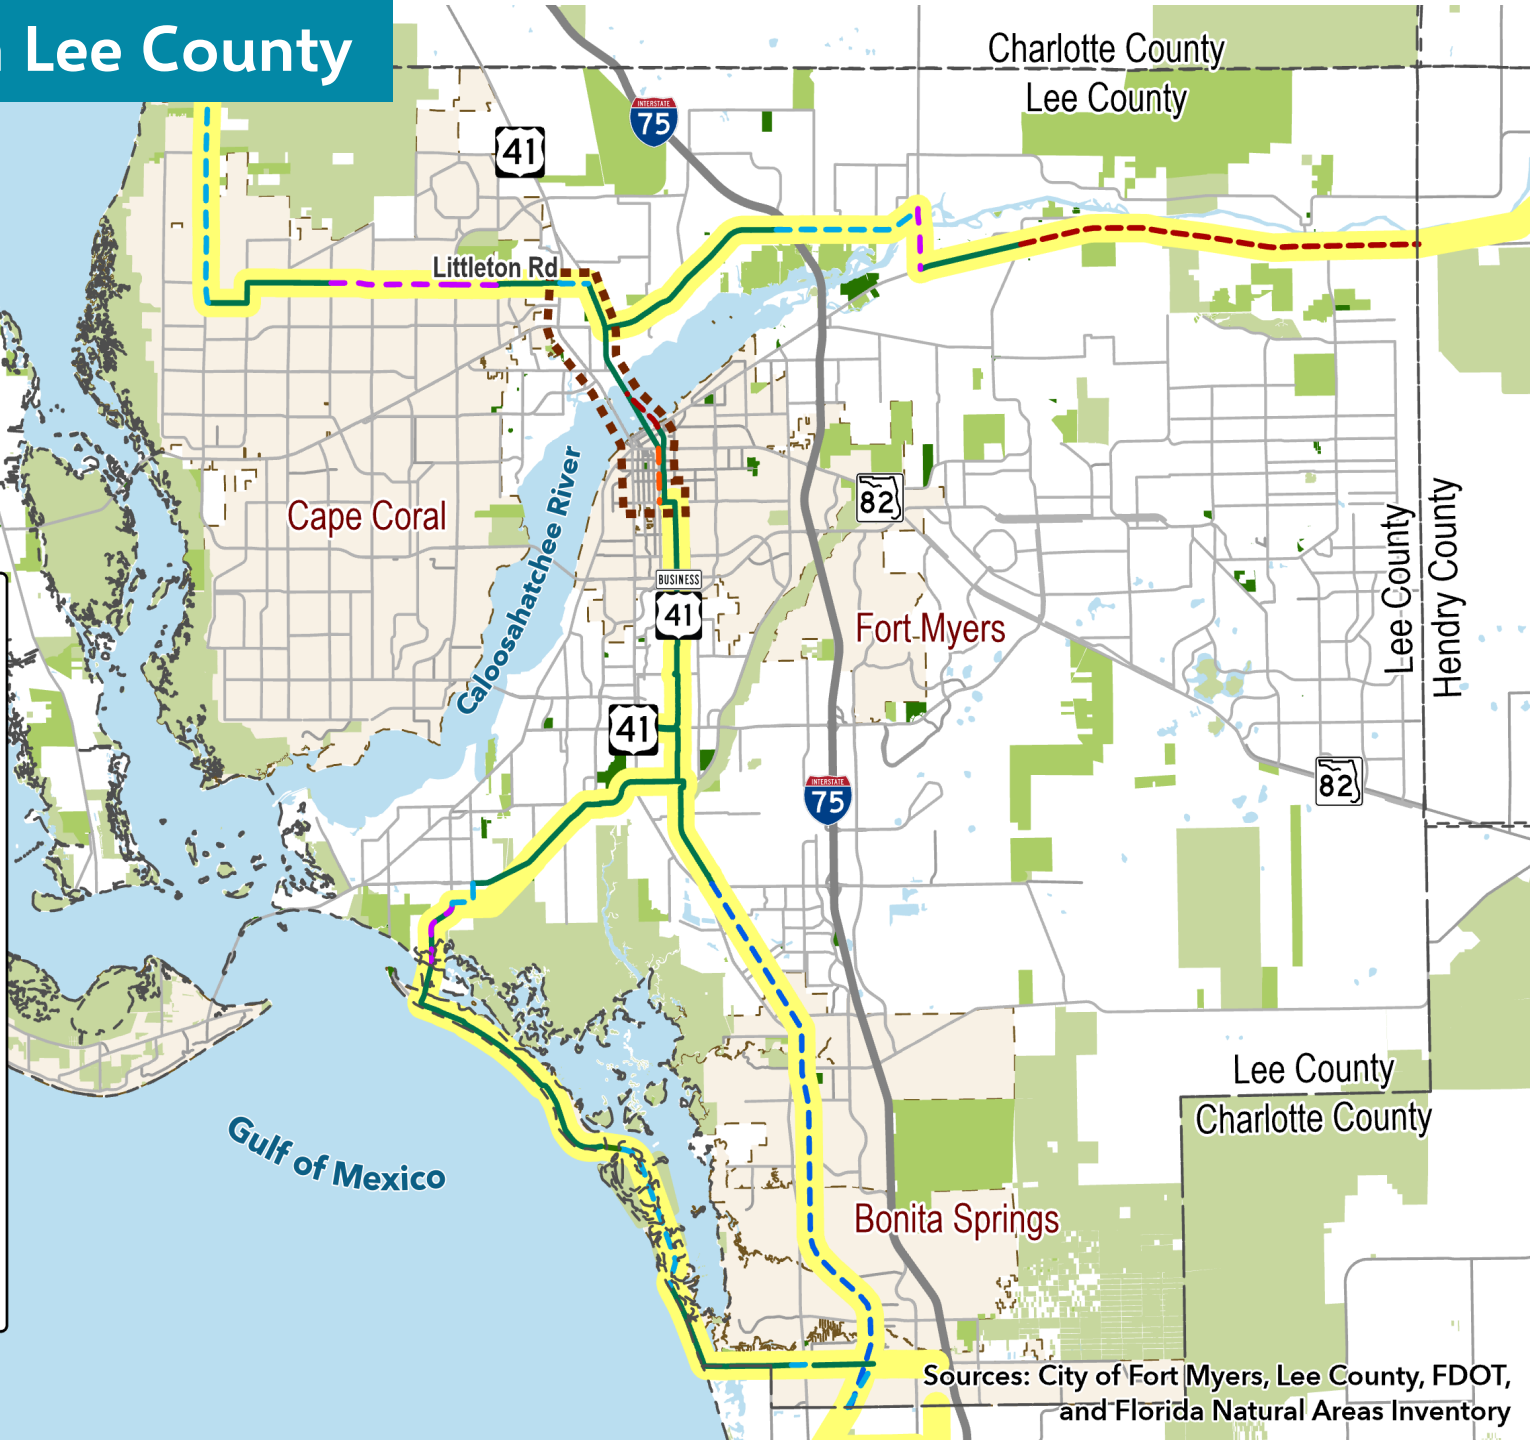 Lee County
Charlotte County
Lee County
INTERSTATE
75
41
Littleton Rd
Cape Coral
Caloosahatchee River
82
Lee County
Hendry County
BUSINESS
41
Fort Myers
41
INTERSTATE
75
82
Lee County
Charlotte County
Gulf of Mexico
Bonita Springs
Sources: City of Fort Myers, Lee County, FDOT,
and Florida Natural Areas Inventory